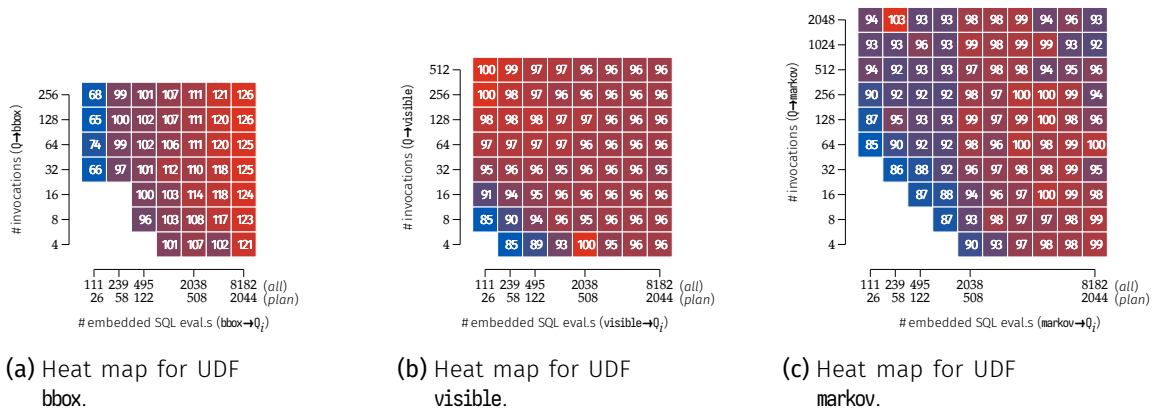 # invocations (Q→bbox)
256 68 99 101 107 111 121 126
128 65 100 102 107 111 120 126
64 74 99 102 106 111 120 125
32 66 97 101 112 110 118 125
16 100 103 114 118 124
8 96 103 108 117 123
4 101 107 102 121
111 239 495 2038 8182 (all)
26 58 122 508 2044 (plan)
# embedded SQL eval.s (bbox→Qi)
(a) Heat map for UDF
bbox.
# invocations (Q→visible)
512 100 99 97 97 96 96 96 96
256 100 98 97 96 96 96 96 96
128 98 98 98 97 96 96 96 96
64 97 97 97 97 96 96 96 96
32 95 96 96 95 96 96 96 96
16 91 94 95 96 96 96 96 96
8 85 90 94 96 95 96 96 96
4 85 89 93 100 95 96 96
111 239 495 2038 8182 (all)
26 58 122 508 2044 (plan)
# embedded SQL eval.s (visible→Qi)
(b) Heat map for UDF
visible.
# invocations (Q→markov)
2048 94 103 93 93 98 98 99 94 96 93
1024 93 93 96 93 99 98 99 99 93 92
512 94 92 93 93 97 98 98 94 95 96
256 90 92 92 92 98 97 100 100 99 94
128 87 95 93 93 99 97 99 100 98 96
64 85 90 92 92 96 98 100 98 99 100
32 86 88 92 96 97 98 98 99 95
16 87 88 94 96 97 100 99 98
8 87 93 98 97 97 98 99
4 90 93 97 98 98 99
111 239 495 2038 8182 (all)
26 58 122 508 2044 (plan)
# embedded SQL eval.s (markov→Qi)
(c) Heat map for UDF
markov.